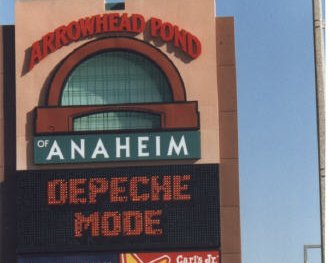 ARROWHEAD POND
OF ANAHEIM
DEPECHE
MODE
Carl's Jr.